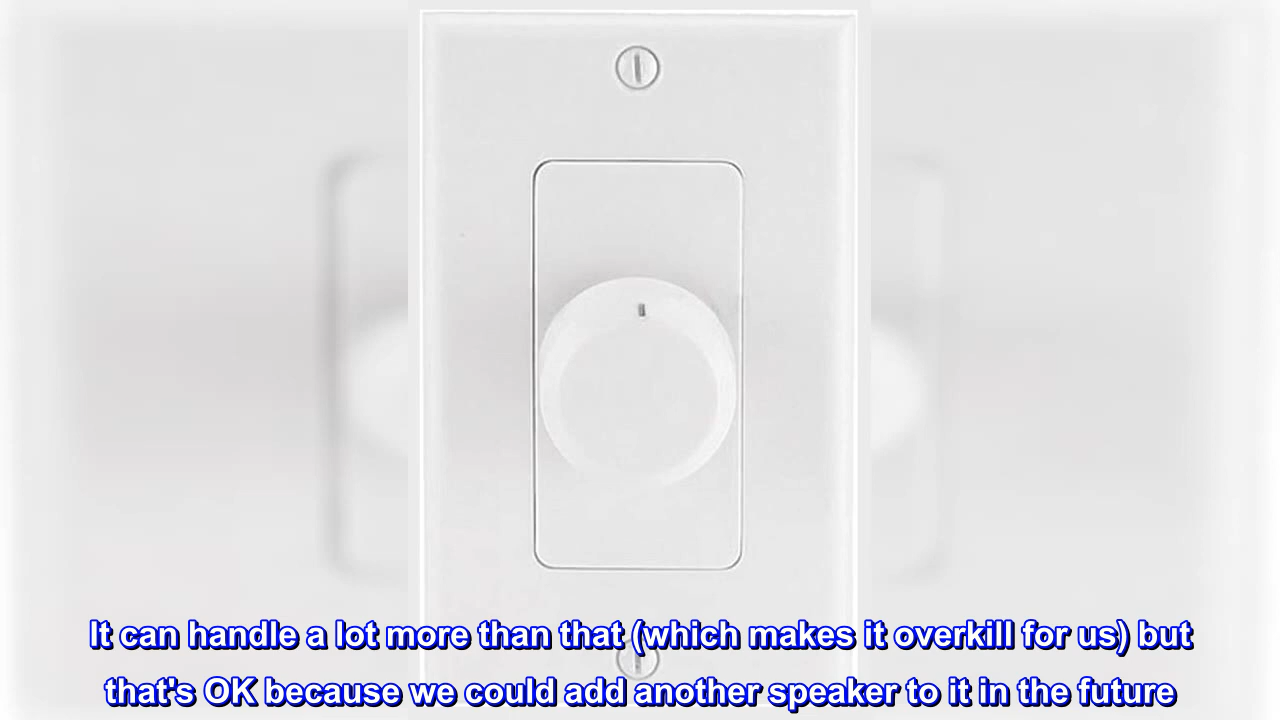 It can handle a lot more than that (which makes it overkill for us) but
that's OK because we could add another speaker to it in the future